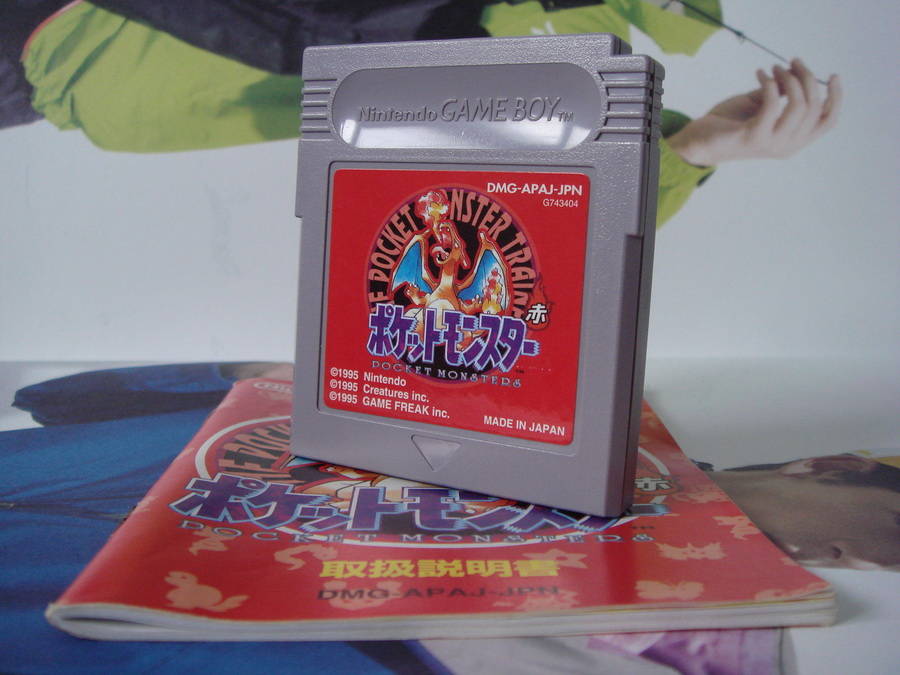 Nintendo GAME BOY™
DMG-APAJ-JPN
G743404
POCKET MONSTER TRAIN
赤
ポケットモンスター
POCKET MONSTERS
©1995 Nintendo
©1995 Creatures inc.
©1995 GAME FREAK inc.
MADE IN JAPAN
ポケットモンスター
赤
POCKET MONSTERS
取扱説明書
DMG-APAJ-JPN